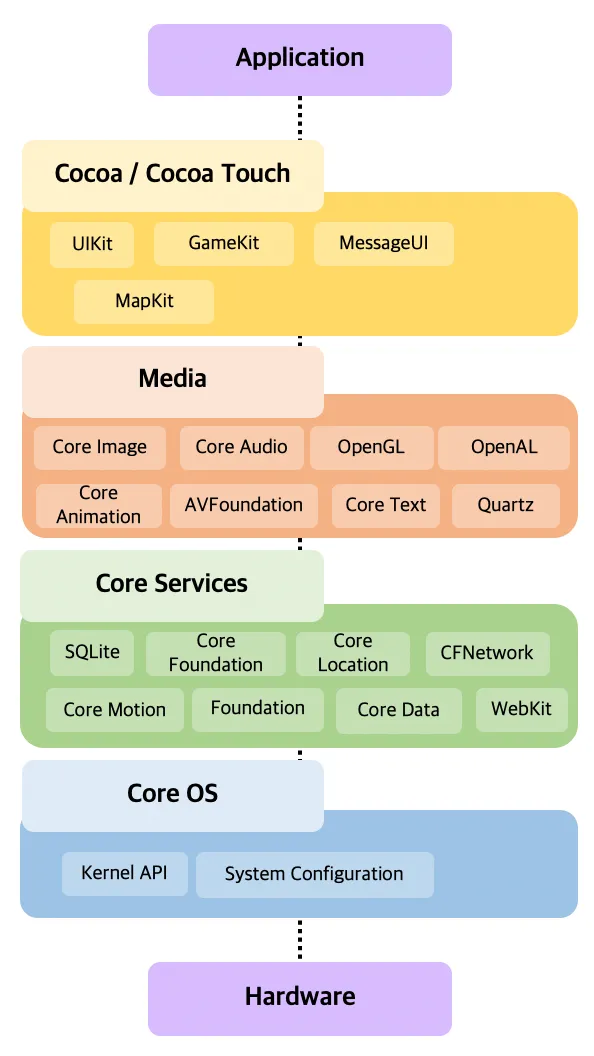 Application
Cocoa / Cocoa Touch
UIKit
GameKit
MessageUI
MapKit
Media
Core Image
Core Audio
OpenGL
OpenAL
Core
Animation
AVFoundation
Core Text
Quartz
Core Services
SQLite
Core
Foundation
Core
Location
CFNetwork
Core Motion
Foundation
Core Data
WebKit
Core OS
Kernel API
System Configuration
Hardware